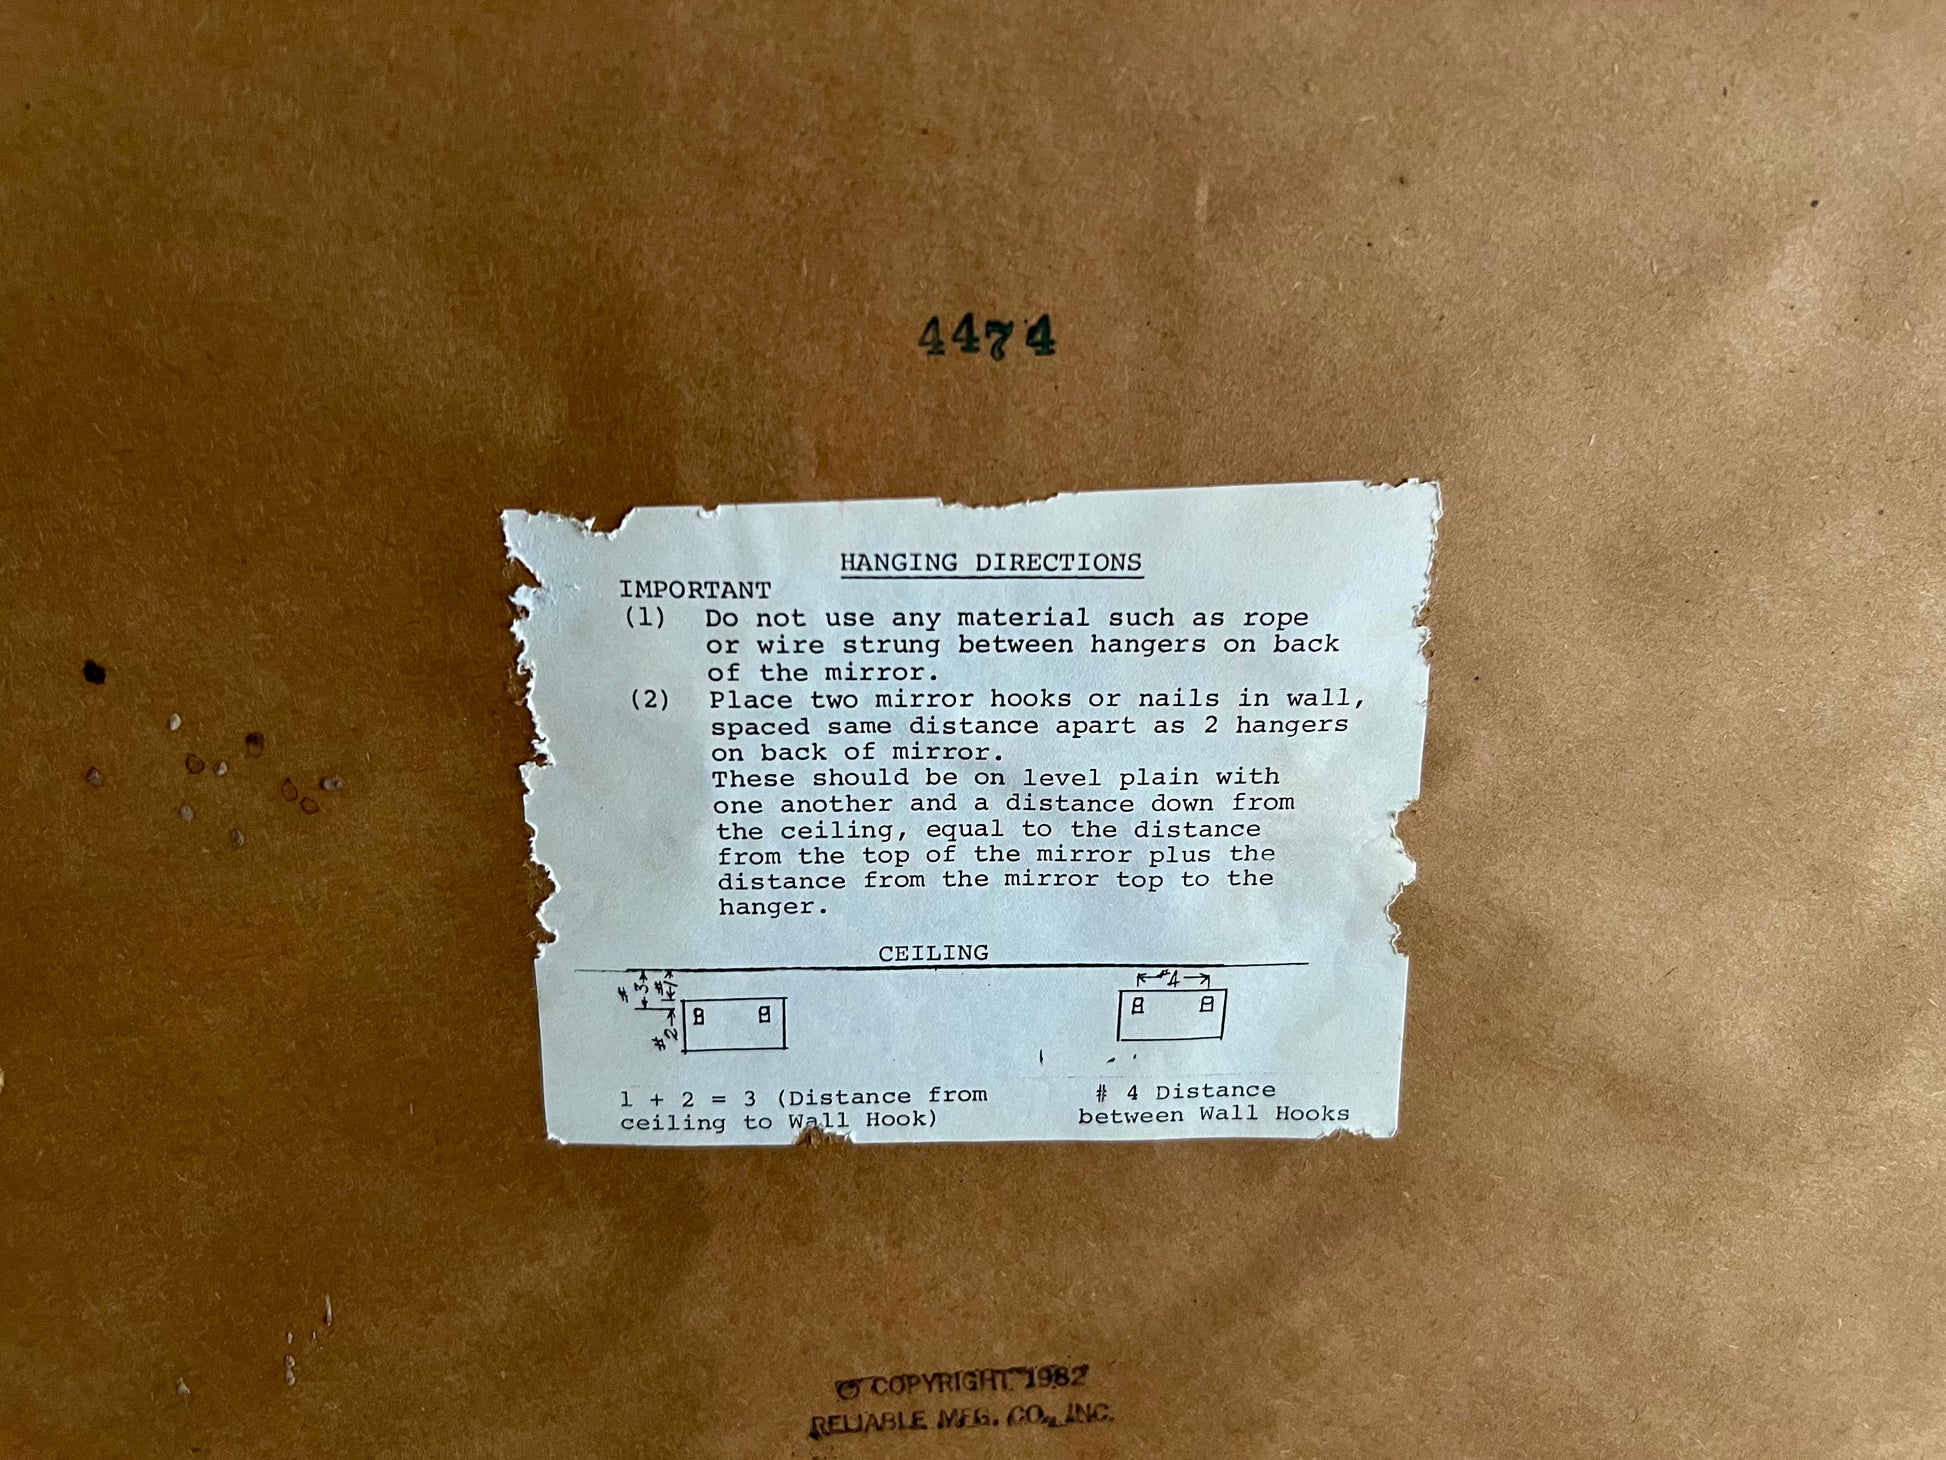 4474
HANGING DIRECTIONS
IMPORTANT
(1) Do not use any material such as rope
or wire strung between hangers on back
of the mirror.
(2) Place two mirror hooks or nails in wall,
spaced same distance apart as 2 hangers
on back of mirror.
These should be on level plain with
one another and a distance down from
the ceiling, equal to the distance
from the top of the mirror plus the
distance from the mirror top to the
hanger.
CEILING
#3
#1
#2
#4
1 + 2 = 3 (Distance from
ceiling to Wall Hook)
# 4 Distance
between Wall Hooks
© COPYRIGHT 1982
RELIABLE MFG. CO., INC.